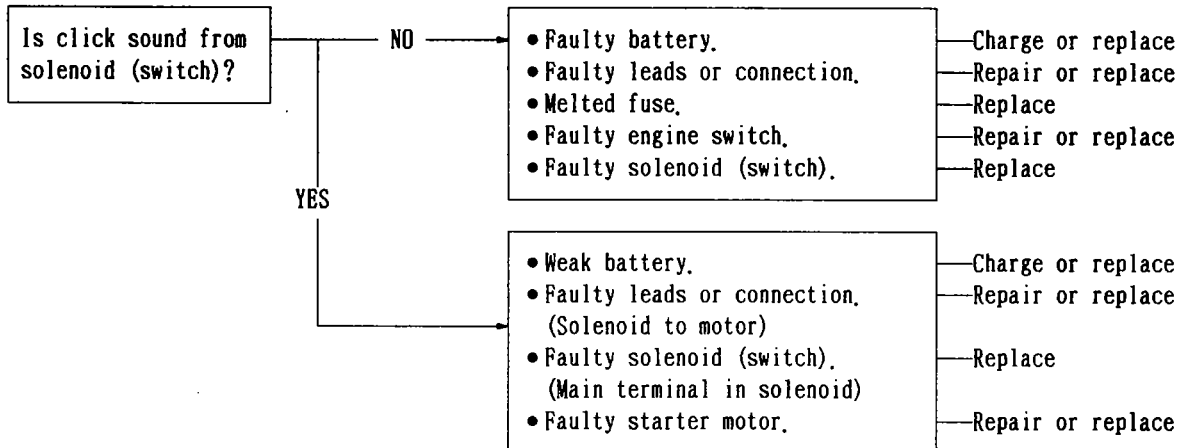 Is click sound from
solenoid (switch)?
NO
• Faulty battery.
Charge or replace
• Faulty leads or connection.
Repair or replace
• Melted fuse.
Replace
• Faulty engine switch.
Repair or replace
• Faulty solenoid (switch).
Replace
YES
• Weak battery.
Charge or replace
• Faulty leads or connection.
Repair or replace
(Solenoid to motor)
• Faulty solenoid (switch).
Replace
(Main terminal in solenoid)
• Faulty starter motor.
Repair or replace